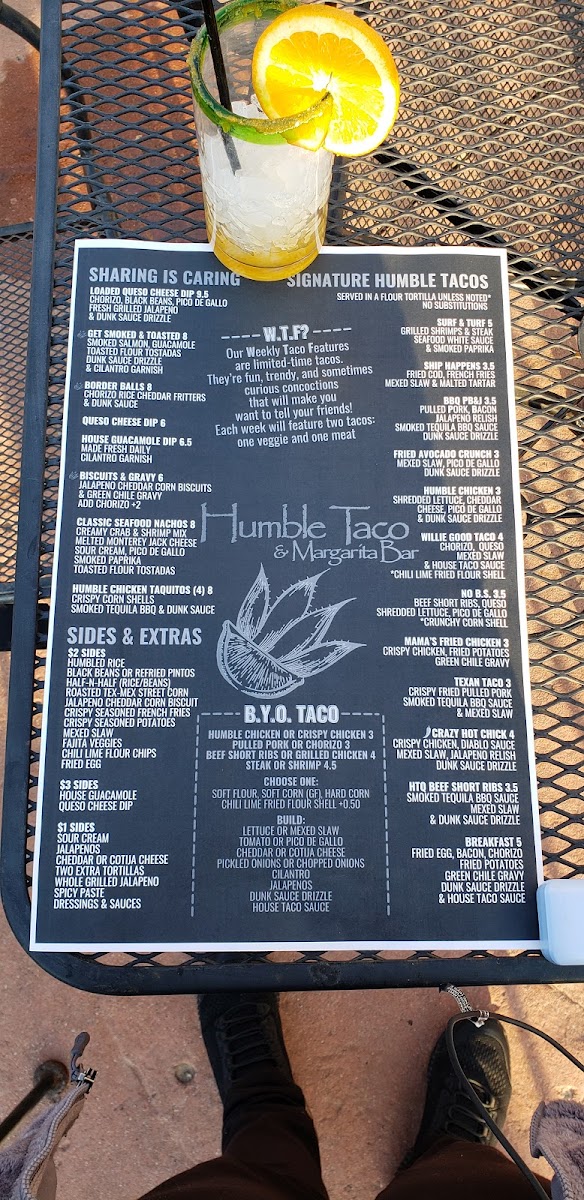 SHARING IS CARING
LOADED QUESO CHEESE DIP 9.5
CHORIZO, BLACK BEANS, PICO DE GALLO
FRESH GRILLED JALAPENO
& DUNK SAUCE DRIZZLE
GET SMOKED & TOASTED 8
SMOKED SALMON, GUACAMOLE
TOASTED FLOUR TOSTADAS
DUNK SAUCE DRIZZLE
& CILANTRO GARNISH
BORDER BALLS 8
CHORIZO RICE CHEDDAR FRITTERS
& DUNK SAUCE
QUESO CHEESE DIP 6
HOUSE GUACAMOLE DIP 6.5
MADE FRESH DAILY
CILANTRO GARNISH
BISCUITS & GRAVY 6
JALAPENO CHEDDAR CORN BISCUITS
& GREEN CHILE GRAVY
ADD CHORIZO +2
CLASSIC SEAFOOD NACHOS 8
CREAMY CRAB & SHRIMP MIX
MELTED MONTEREY JACK CHEESE
SOUR CREAM, PICO DE GALLO
SMOKED PAPRIKA
TOASTED FLOUR TOSTADAS
HUMBLE CHICKEN TAQUITOS (4) 8
CRISPY CORN SHELLS
SMOKED TEQUILA BBQ & DUNK SAUCE
SIDES & EXTRAS
$2 SIDES
HUMBLED RICE
BLACK BEANS OR REFRIED PINTOS
HALF-N-HALF (RICE/BEANS)
ROASTED TEX-MEX STREET CORN
JALAPENO CHEDDAR CORN BISCUIT
CRISPY SEASONED FRENCH FRIES
CRISPY SEASONED POTATOES
MEXED SLAW
FAJITA VEGGIES
CHILI LIME FLOUR CHIPS
FRIED EGG
$3 SIDES
HOUSE GUACAMOLE
QUESO CHEESE DIP
$1 SIDES
SOUR CREAM
JALAPENOS
CHEDDAR OR COTIJA CHEESE
TWO EXTRA TORTILLAS
WHOLE GRILLED JALAPENO
SPICY PASTE
DRESSINGS & SAUCES
W.T.F?
Our Weekly Taco Features
are limited-time tacos.
They're fun, trendy, and sometimes
curious concoctions
that will make you
want to tell your friends!
Each week will feature two tacos:
one veggie and one meat
Humble Taco
& Margarita Bar
B.Y.O. TACO
HUMBLE CHICKEN OR CRISPY CHICKEN 3
PULLED PORK OR CHORIZO 3
BEEF SHORT RIBS OR GRILLED CHICKEN 4
STEAK OR SHRIMP 4.5
CHOOSE ONE:
SOFT FLOUR, SOFT CORN (GF), HARD CORN
CHILI LIME FRIED FLOUR SHELL +0.50
BUILD:
LETTUCE OR MEXED SLAW
TOMATO OR PICO DE GALLO
CHEDDAR OR COTIJA CHEESE
PICKLED ONIONS OR CHOPPED ONIONS
CILANTRO
JALAPENOS
DUNK SAUCE DRIZZLE
HOUSE TACO SAUCE
SIGNATURE HUMBLE TACOS
SERVED IN A FLOUR TORTILLA UNLESS NOTED*
NO SUBSTITUTIONS
SURF & TURF 5
GRILLED SHRIMPS & STEAK
SEAFOOD WHITE SAUCE
& SMOKED PAPRIKA
SHIP HAPPENS 3.5
FRIED COD, FRENCH FRIES
MEXED SLAW & MALTED TARTAR
BBQ PB&J 3.5
PULLED PORK, BACON
JALAPENO RELISH
SMOKED TEQUILA BBQ SAUCE
DUNK SAUCE DRIZZLE
FRIED AVOCADO CRUNCH 3
MEXED SLAW, PICO DE GALLO
DUNK SAUCE DRIZZLE
HUMBLE CHICKEN 3
SHREDDED LETTUCE, CHEDDAR
CHEESE, PICO DE GALLO
& DUNK SAUCE DRIZZLE
WILLIE GOOD TACO 4
CHORIZO, QUESO
MEXED SLAW
& HOUSE TACO SAUCE
*CHILI LIME FRIED FLOUR SHELL
NO B.S. 3.5
BEEF SHORT RIBS, QUESO
SHREDDED LETTUCE, PICO DE GALLO
*CRUNCHY CORN SHELL
MAMA'S FRIED CHICKEN 3
CRISPY CHICKEN, FRIED POTATOES
GREEN CHILE GRAVY
TEXAN TACO 3
CRISPY FRIED PULLED PORK
SMOKED TEQUILA BBQ SAUCE
& MEXED SLAW
CRAZY HOT CHICK 4
CRISPY CHICKEN, DIABLO SAUCE
MEXED SLAW, JALAPENO RELISH
DUNK SAUCE DRIZZLE
HTQ BEEF SHORT RIBS 3.5
SMOKED TEQUILA BBQ SAUCE
MEXED SLAW
& DUNK SAUCE DRIZZLE
BREAKFAST 5
FRIED EGG, BACON, CHORIZO
FRIED POTATOES
GREEN CHILE GRAVY
DUNK SAUCE DRIZZLE
& HOUSE TACO SAUCE